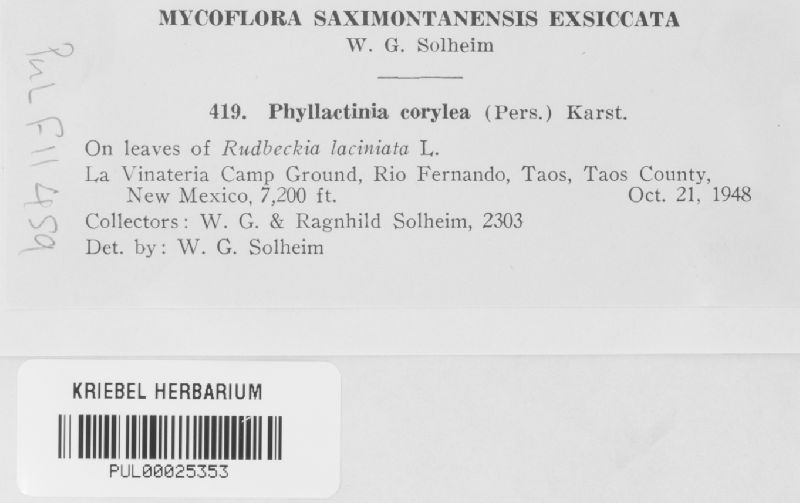 MYCOFLORA SAXIMONTANENSIS EXSICCATA
W. G. Solheim
419. Phyllactinia corylea (Pers.) Karst.
On leaves of Rudbeckia laciniata L.
La Vinateria Camp Ground, Rio Fernando, Taos, Taos County,
New Mexico, 7,200 ft. Oct. 21, 1948
Collectors: W. G. & Ragnhild Solheim, 2303
Det. by: W. G. Solheim
PUL F11459
KRIEBEL HERBARIUM
PUL00025353